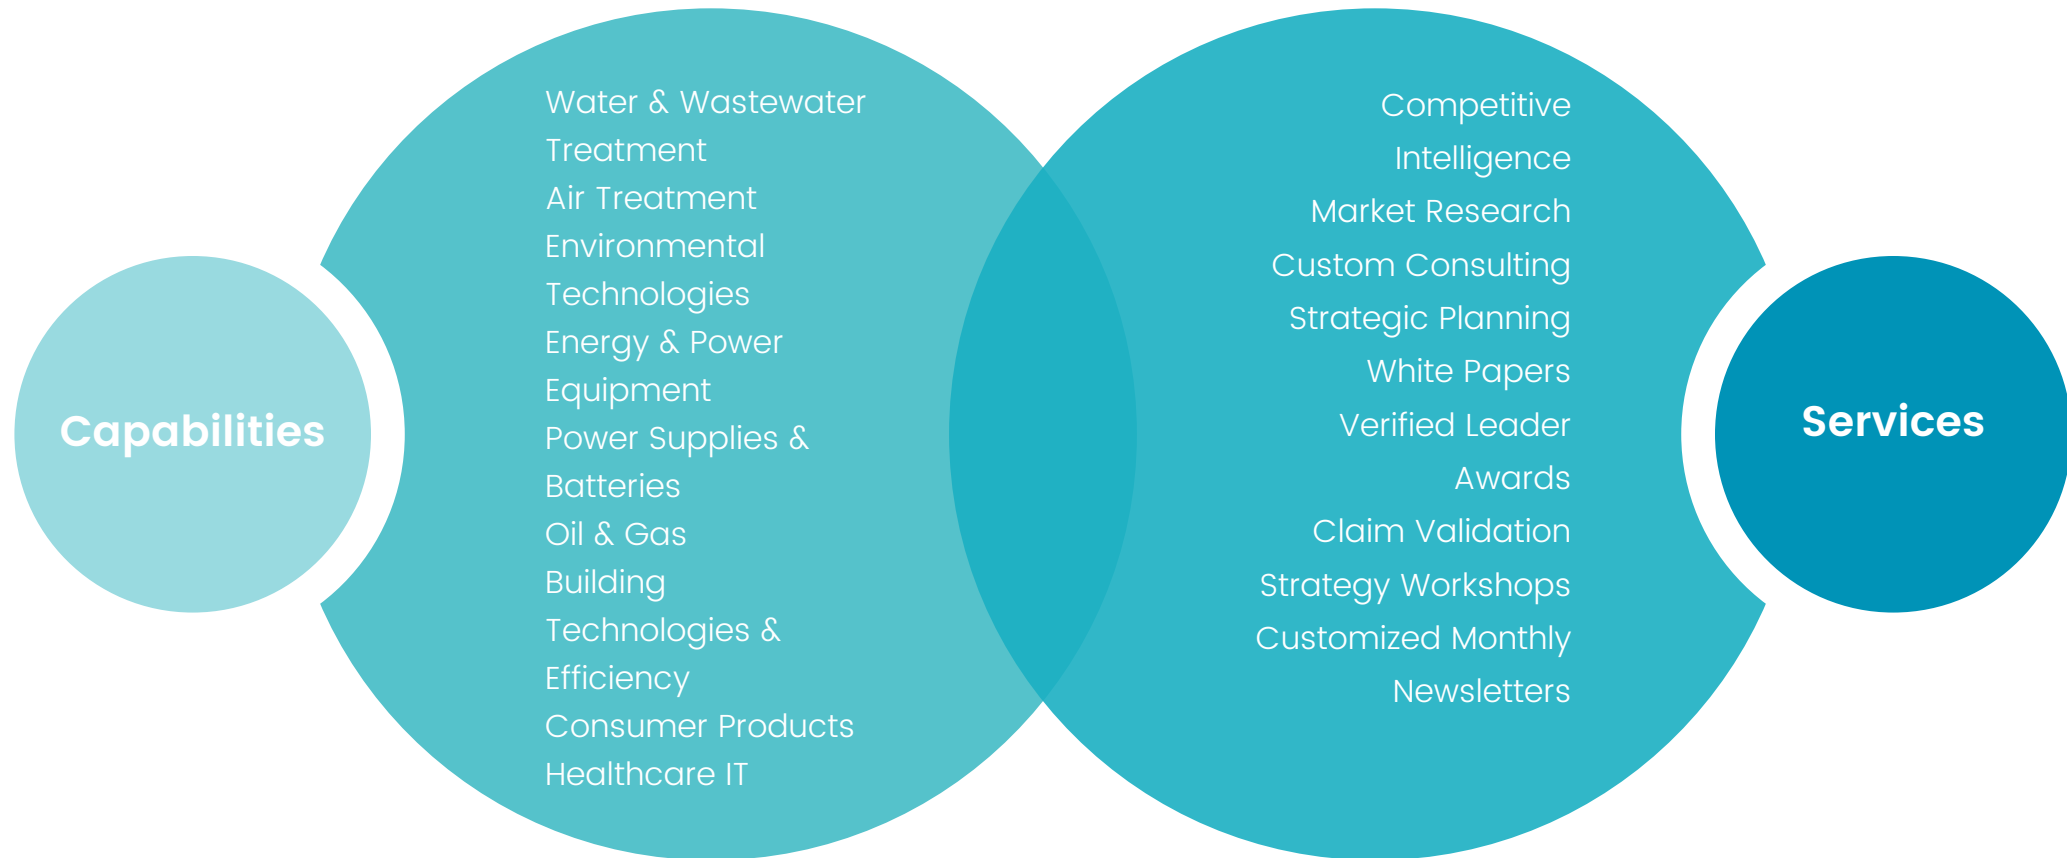 Capabilities
Water & Wastewater
Treatment
Air Treatment
Environmental
Technologies
Energy & Power
Equipment
Power Supplies &
Batteries
Oil & Gas
Building
Technologies &
Efficiency
Consumer Products
Healthcare IT
Competitive
Intelligence
Market Research
Custom Consulting
Strategic Planning
White Papers
Verified Leader
Awards
Claim Validation
Strategy Workshops
Customized Monthly
Newsletters
Services